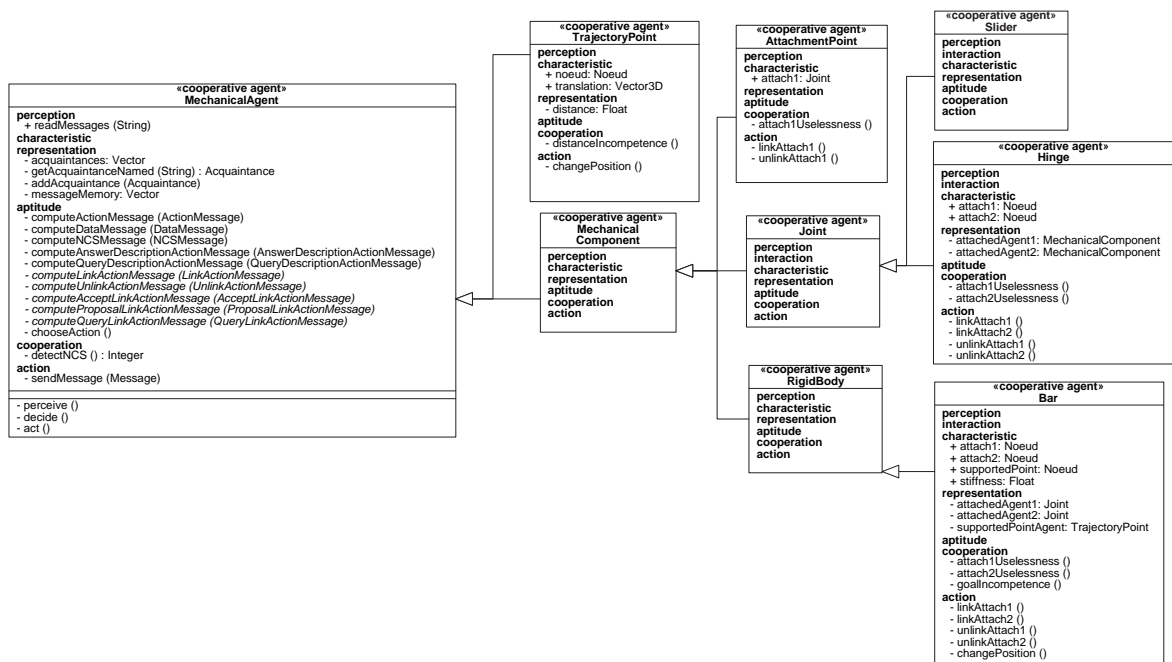 «cooperative agent»
MechanicalAgent
perception
+ readMessages (String)
characteristic
representation
- acquaintances: Vector
- getAcquaintanceNamed (String) : Acquaintance
- addAcquaintance (Acquaintance)
- messageMemory: Vector
aptitude
- computeActionMessage (ActionMessage)
- computeDataMessage (DataMessage)
- computeNCSMessage (NCSMessage)
- computeAnswerDescriptionActionMessage (AnswerDescriptionActionMessage)
- computeQueryDescriptionActionMessage (QueryDescriptionActionMessage)
- computeLinkActionMessage (LinkActionMessage)
- computeUnlinkActionMessage (UnlinkActionMessage)
- computeAcceptLinkActionMessage (AcceptLinkActionMessage)
- computeProposalLinkActionMessage (ProposalLinkActionMessage)
- computeQueryLinkActionMessage (QueryLinkActionMessage)
- chooseAction ()
cooperation
- detectNCS () : Integer
action
- sendMessage (Message)
- perceive ()
- decide ()
- act ()
«cooperative agent»
TrajectoryPoint
perception
characteristic
+ noeud: Noeud
+ translation: Vector3D
representation
- distance: Float
aptitude
cooperation
- distanceIncompetence ()
action
- changePosition ()
«cooperative agent»
Mechanical
Component
perception
characteristic
representation
aptitude
cooperation
action
«cooperative agent»
AttachmentPoint
perception
characteristic
+ attach1: Joint
representation
aptitude
cooperation
- attach1Uselessness ()
action
- linkAttach1 ()
- unlinkAttach1 ()
«cooperative agent»
Joint
perception
interaction
characteristic
representation
aptitude
cooperation
action
«cooperative agent»
RigidBody
perception
characteristic
representation
aptitude
cooperation
action
«cooperative agent»
Slider
perception
interaction
characteristic
representation
aptitude
cooperation
action
«cooperative agent»
Hinge
perception
interaction
characteristic
+ attach1: Noeud
+ attach2: Noeud
representation
- attachedAgent1: MechanicalComponent
- attachedAgent2: MechanicalComponent
aptitude
cooperation
- attach1Uselessness ()
- attach2Uselessness ()
action
- linkAttach1 ()
- linkAttach2 ()
- unlinkAttach1 ()
- unlinkAttach2 ()
«cooperative agent»
Bar
perception
interaction
characteristic
+ attach1: Noeud
+ attach2: Noeud
+ supportedPoint: Noeud
+ stiffness: Float
representation
- attachedAgent1: Joint
- attachedAgent2: Joint
- supportedPointAgent: TrajectoryPoint
aptitude
cooperation
- attach1Uselessness ()
- attach2Uselessness ()
- goalIncompetence ()
action
- linkAttach1 ()
- linkAttach2 ()
- unlinkAttach1 ()
- unlinkAttach2 ()
- changePosition ()